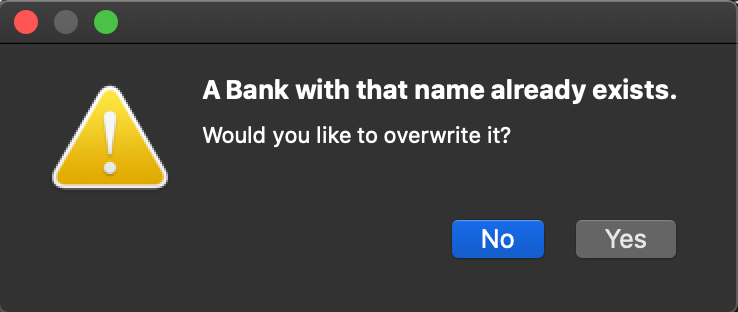 A Bank with that name already exists.
Would you like to overwrite it?
No Yes